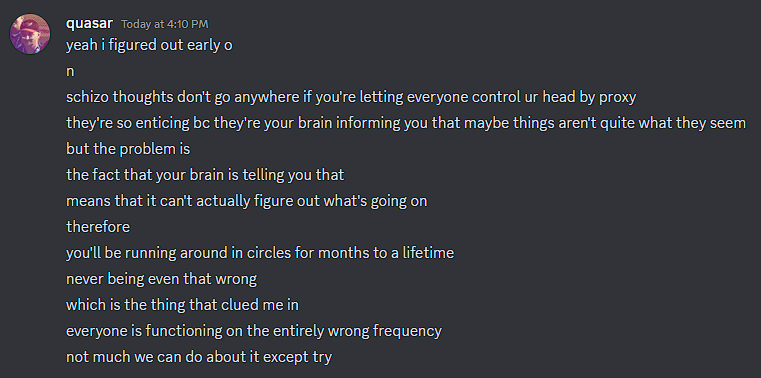 quasar Today at 4:10 PM
yeah i figured out early o
n
schizo thoughts don't go anywhere if you're letting everyone control ur head by proxy
they're so enticing bc they're your brain informing you that maybe things aren't quite what they seem
but the problem is
the fact that your brain is telling you that
means that it can't actually figure out what's going on
therefore
you'll be running around in circles for months to a lifetime
never being even that wrong
which is the thing that clued me in
everyone is functioning on the entirely wrong frequency
not much we can do about it except try